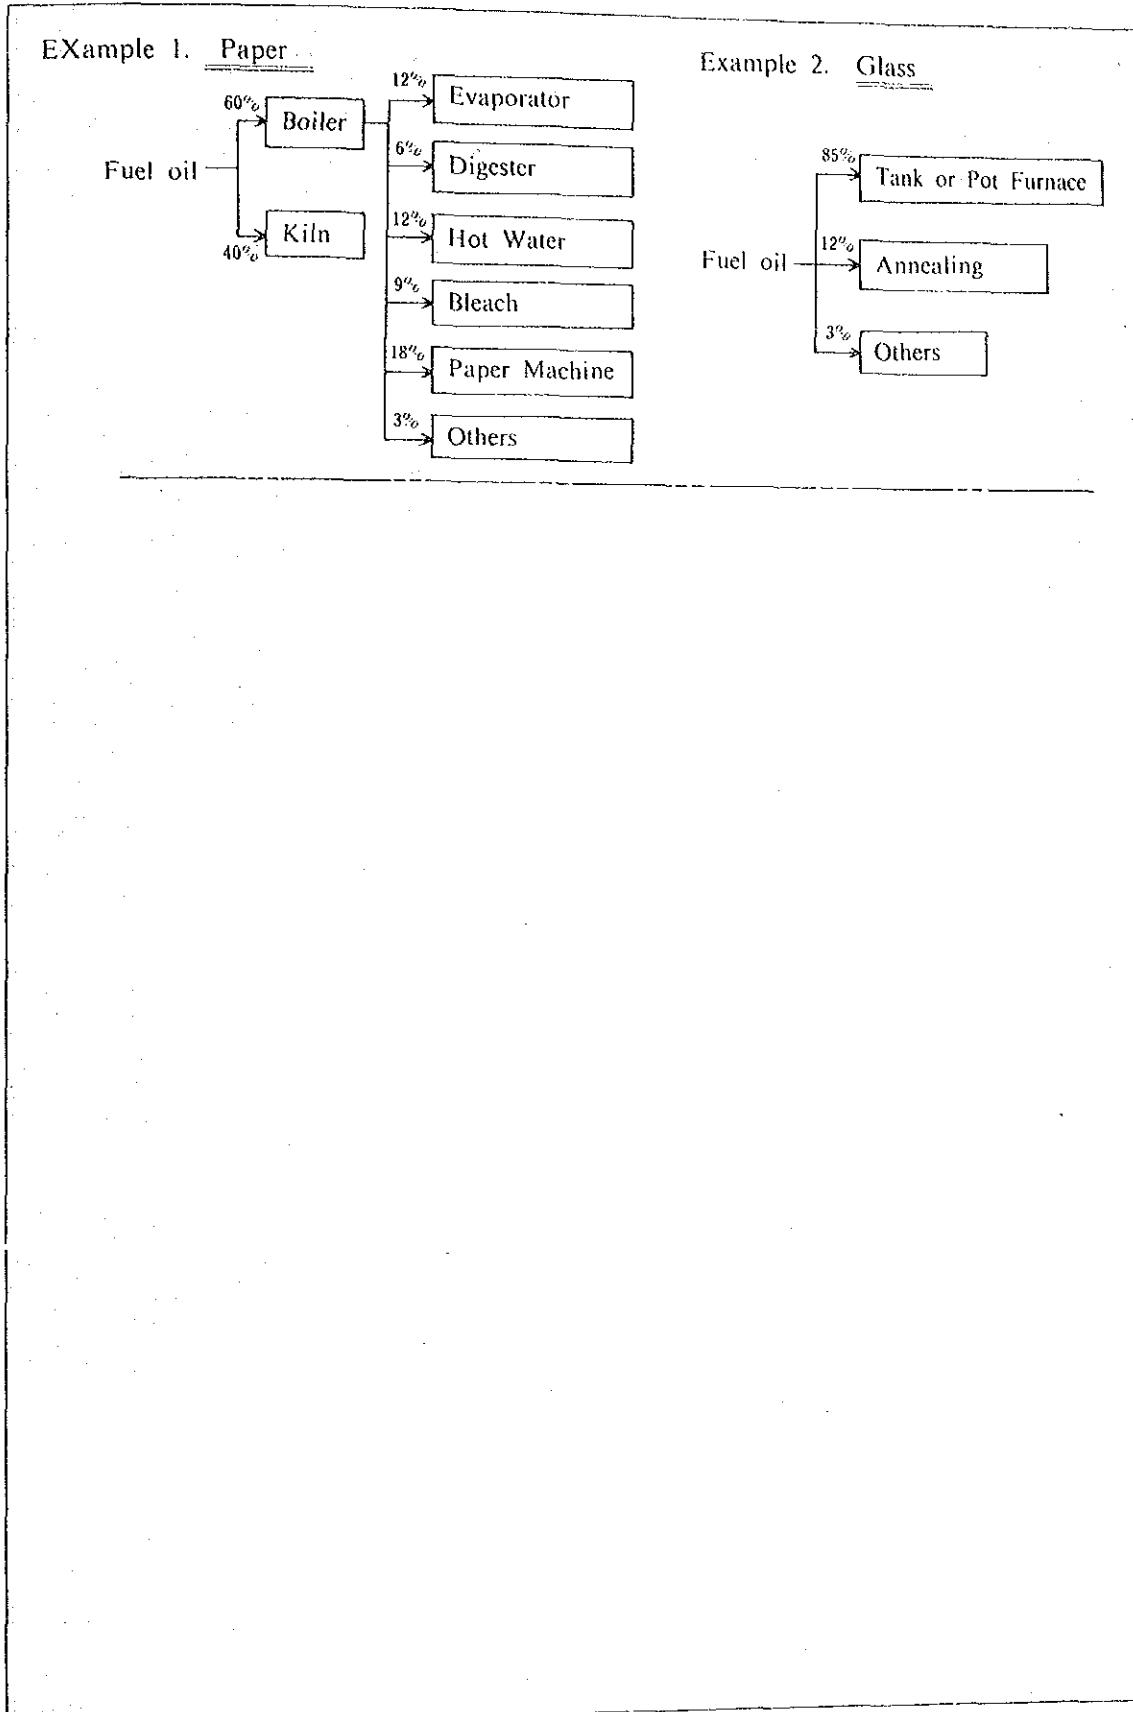 EXample 1. Paper
60%
Boiler
Fuel oil
Kiln
40%
12%
Evaporator
6%
Digester
12%
Hot Water
9%
Bleach
18%
Paper Machine
3%
Others
Example 2. Glass
85%
Tank or Pot Furnace
Fuel oil
12%
Annealing
3%
Others